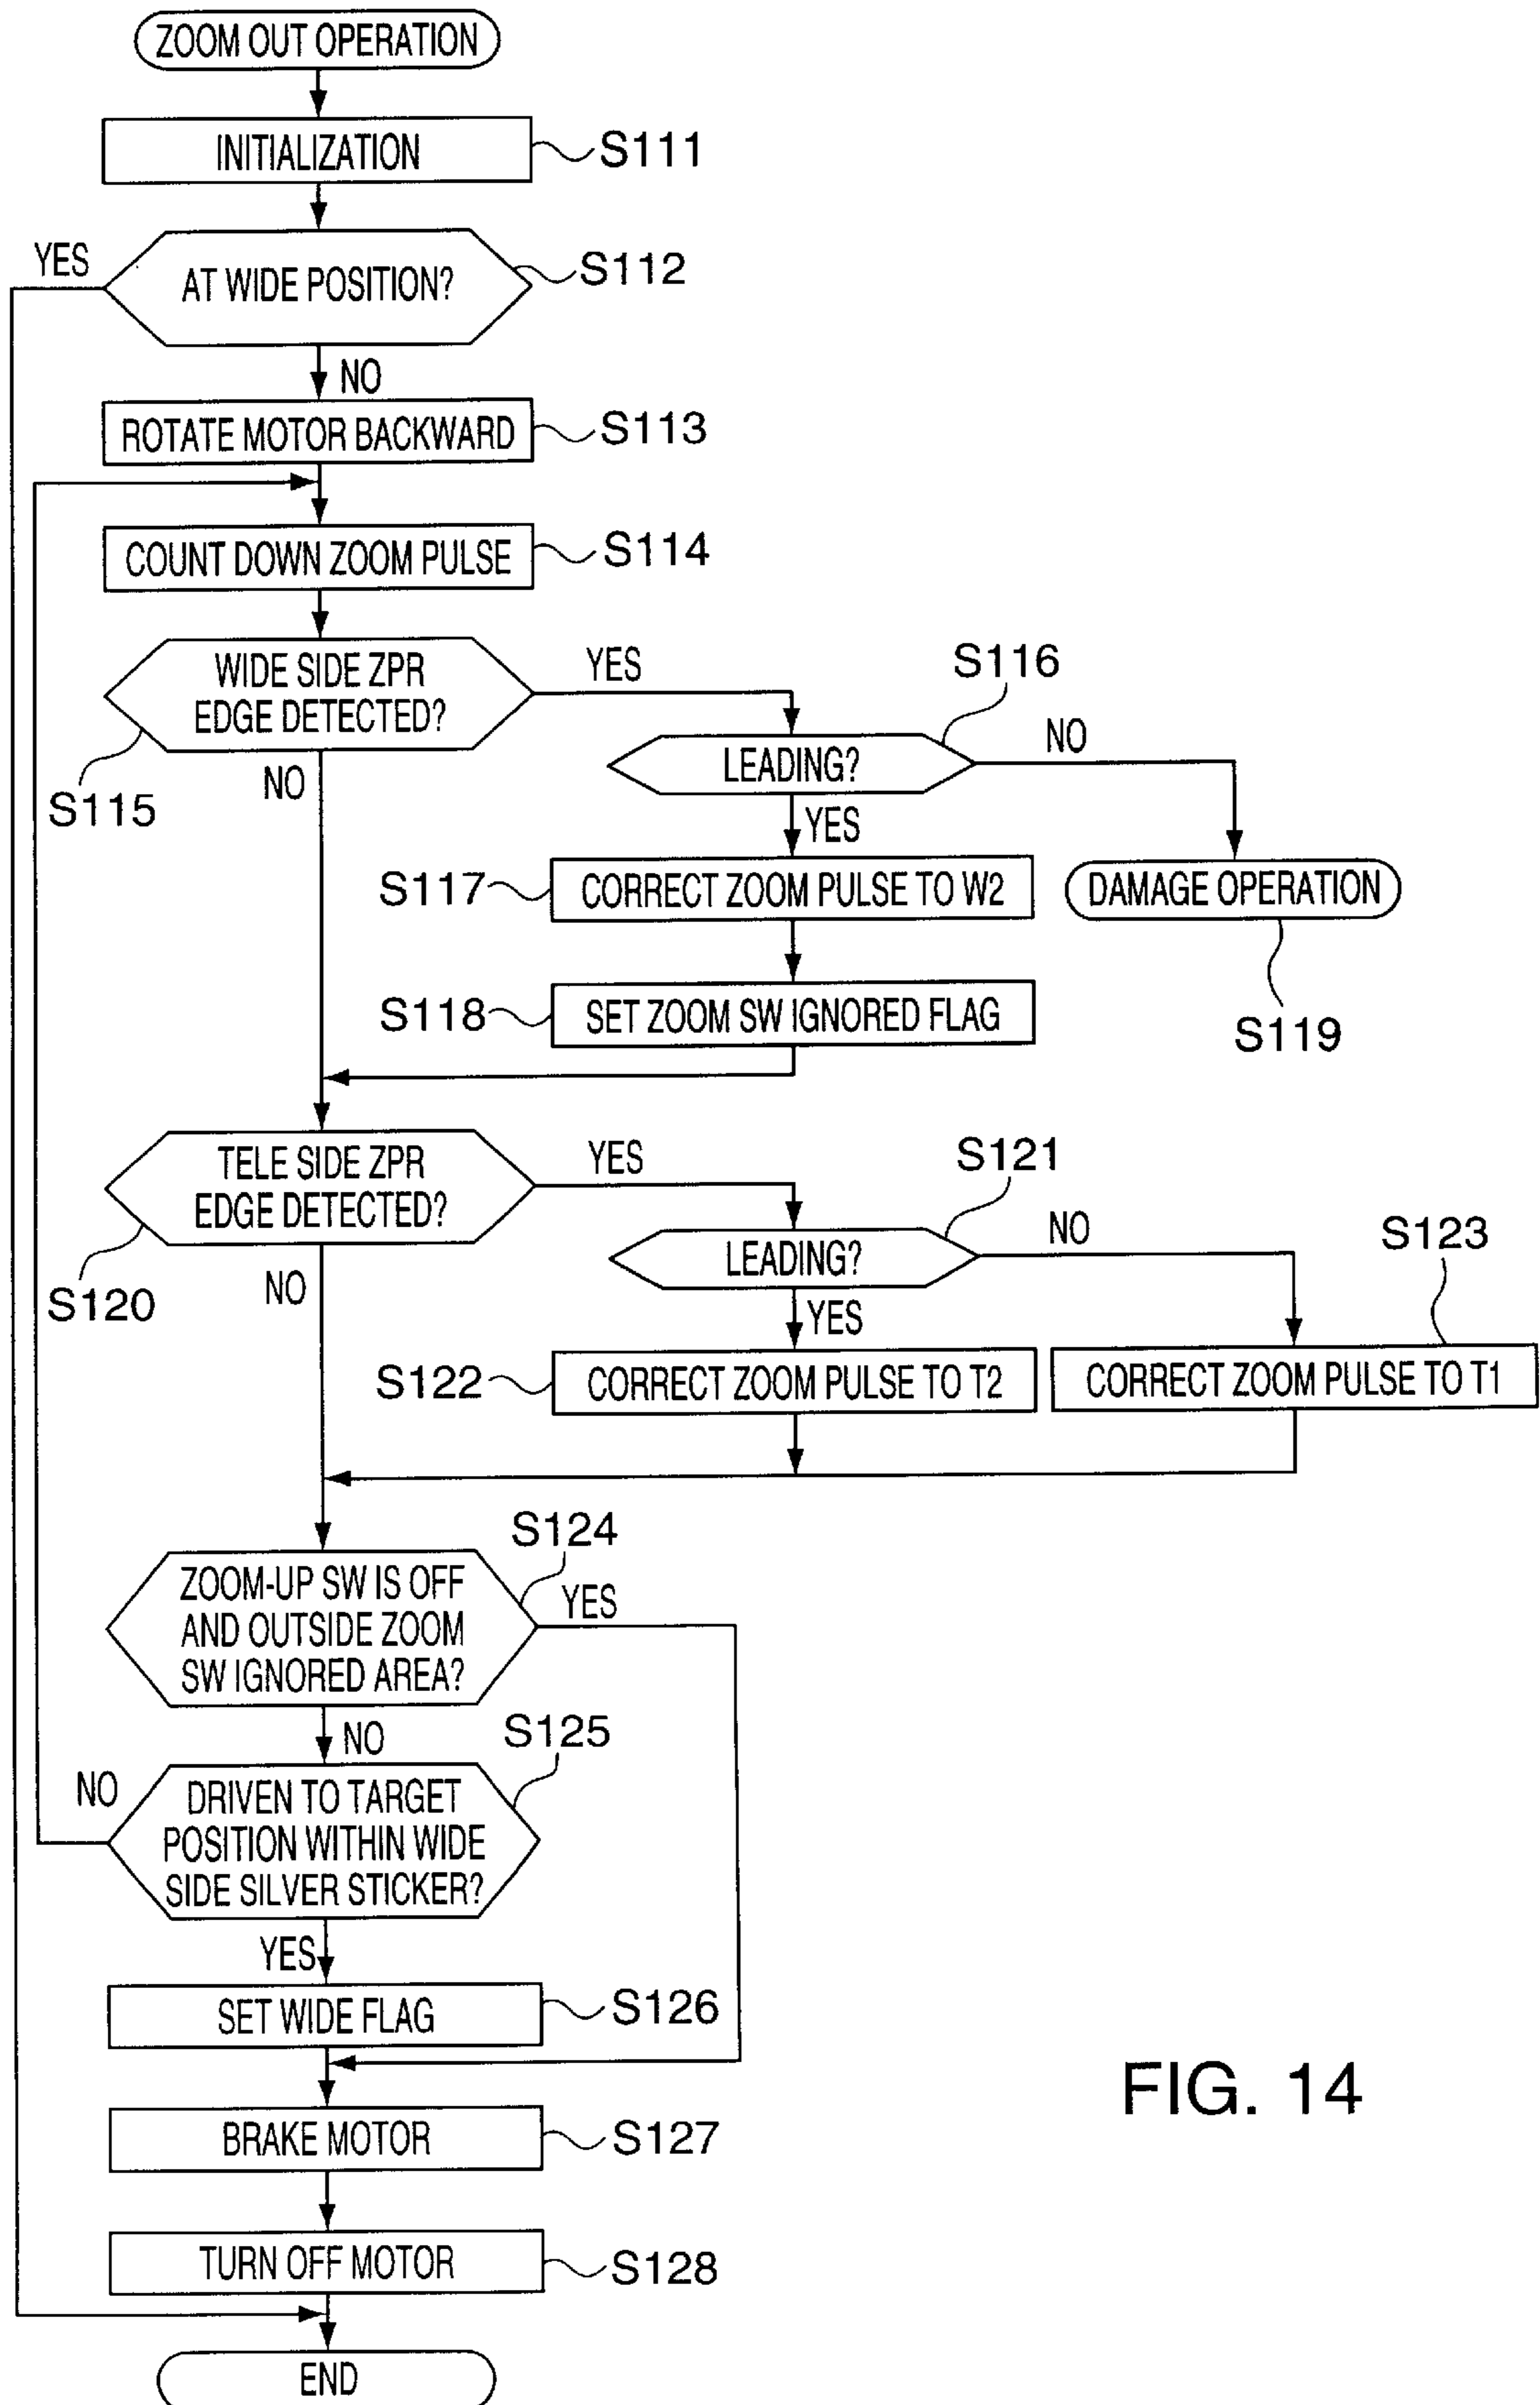 ZOOM OUT OPERATION
INITIALIZATION
S111
YES
AT WIDE POSITION?
S112
NO
ROTATE MOTOR BACKWARD
S113
COUNT DOWN ZOOM PULSE
S114
WIDE SIDE ZPR
EDGE DETECTED?
YES
S115
NO
S116
LEADING?
NO
YES
S117
CORRECT ZOOM PULSE TO W2
DAMAGE OPERATION
S118
SET ZOOM SW IGNORED FLAG
S119
TELE SIDE ZPR
EDGE DETECTED?
YES
S120
NO
S121
LEADING?
NO
S123
YES
S122
CORRECT ZOOM PULSE TO T2
CORRECT ZOOM PULSE TO T1
S124
ZOOM-UP SW IS OFF
AND OUTSIDE ZOOM
SW IGNORED AREA?
YES
NO
S125
NO
DRIVEN TO TARGET
POSITION WITHIN WIDE
SIDE SILVER STICKER?
YES
SET WIDE FLAG
S126
BRAKE MOTOR
S127
TURN OFF MOTOR
S128
END
FIG. 14